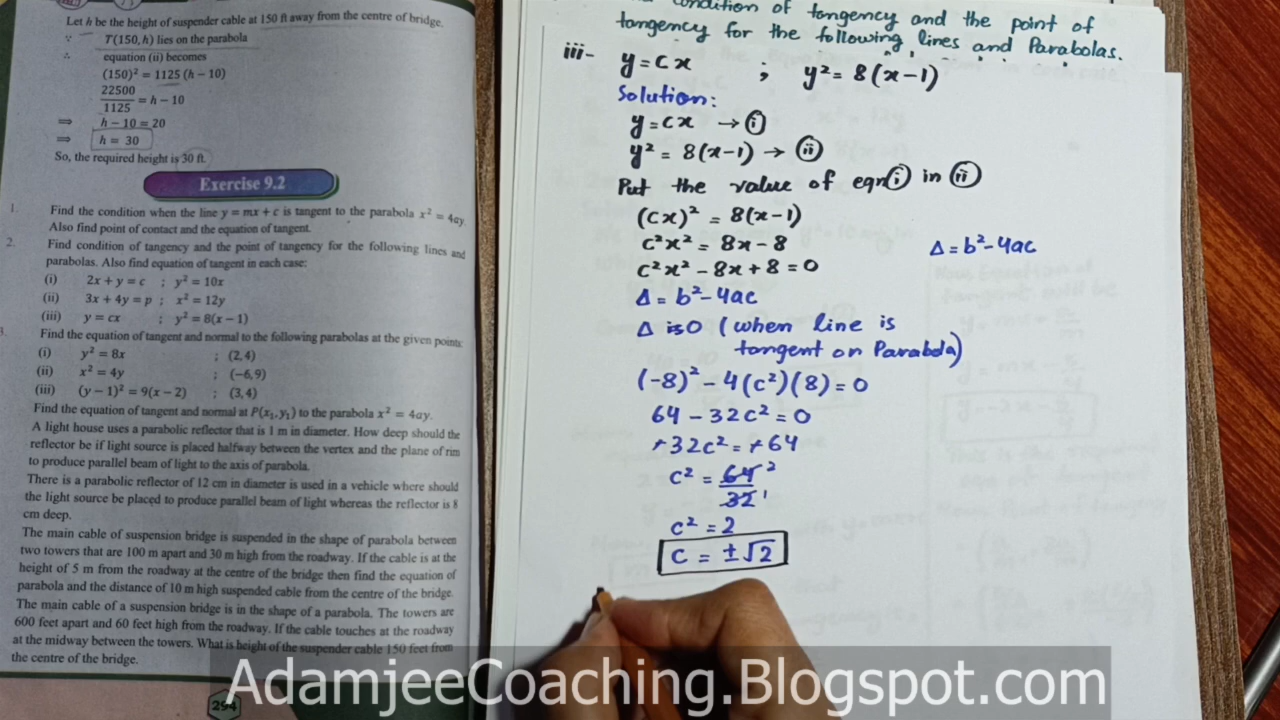 Let h be the height of suspender cable at 150 ft away from the centre of bridge.
∵ T(150, h) lies on the parabola
∴ equation (ii) becomes
(150)² = 1125 (h − 10)
22500/1125 = h − 10
⟹ h − 10 = 20
⟹ h = 30
So, the required height is 30 ft.
Exercise 9.2
1. Find the condition when the line y = mx + c is tangent to the parabola x² = 4ay.
Also find point of contact and the equation of tangent.
2. Find condition of tangency and the point of tangency for the following lines and
parabolas. Also find equation of tangent in each case:
(i) 2x + y = c ; y² = 10x
(ii) 3x + 4y = p ; x² = 12y
(iii) y = cx ; y² = 8(x − 1)
3. Find the equation of tangent and normal to the following parabolas at the given points:
(i) y² = 8x ; (2, 4)
(ii) x² = 4y ; (−6, 9)
(iii) (y − 1)² = 9(x − 2) ; (3, 4)
Find the equation of tangent and normal at P(x₁, y₁) to the parabola x² = 4ay.
A light house uses a parabolic reflector that is 1 m in diameter. How deep should the
reflector be if light source is placed halfway between the vertex and the plane of rim
to produce parallel beam of light to the axis of parabola.
There is a parabolic reflector of 12 cm in diameter is used in a vehicle where should
the light source be placed to produce parallel beam of light whereas the reflector is 8
cm deep.
The main cable of suspension bridge is suspended in the shape of parabola between
two towers that are 100 m apart and 30 m high from the roadway. If the cable is at the
height of 5 m from the roadway at the centre of the bridge then find the equation of
parabola and the distance of 10 m high suspended cable from the centre of the bridge.
The main cable of a suspension bridge is in the shape of a parabola. The towers are
600 feet apart and 60 feet high from the roadway. If the cable touches at the roadway
at the midway between the towers. What is height of the suspender cable 150 feet from
the centre of the bridge.
294
condition of tangency and the point of
tangency for the following lines and Parabolas.
iii- y = cx ; y² = 8(x−1)
Solution:
y = cx → (i)
y² = 8(x−1) → (ii)
Put the value of eqn (i) in (ii)
(cx)² = 8(x−1)
c²x² = 8x − 8
c²x² − 8x + 8 = 0
Δ = b² − 4ac
Δ = b² − 4ac
Δ is 0 (when line is
tangent on Parabola)
(−8)² − 4(c²)(8) = 0
64 − 32c² = 0
+32c² = +64
c² = 64/32 2 1
c² = 2
c = ±√2
AdamjeeCoaching.Blogspot.com